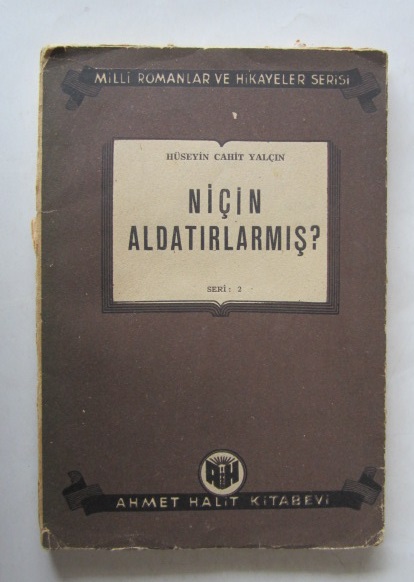 MİLLİ ROMANLAR VE HİKAYELER SERİSİ
HÜSEYİN CAHİT YALÇIN
NİÇİN
ALDATIRLARMIŞ?
SERİ: 2
AHMET HALİT KİTABEVİ